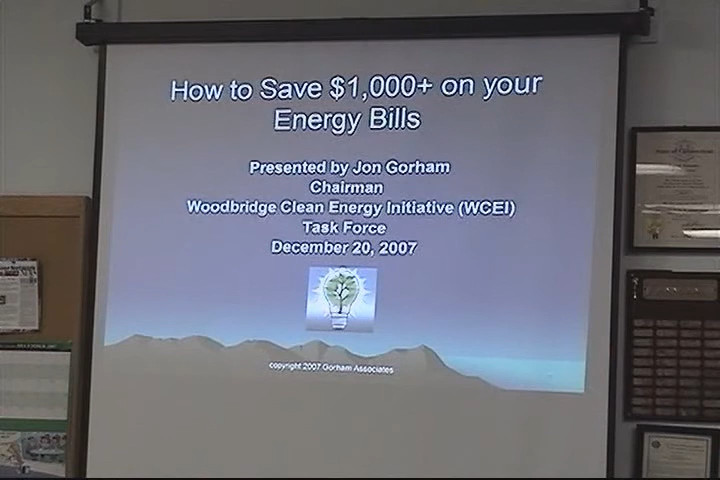 How to Save $1,000+ on your
Energy Bills
Presented by Jon Gorham
Chairman
Woodbridge Clean Energy Initiative (WCEI)
Task Force
December 20, 2007
copyright 2007 Gorham Associates